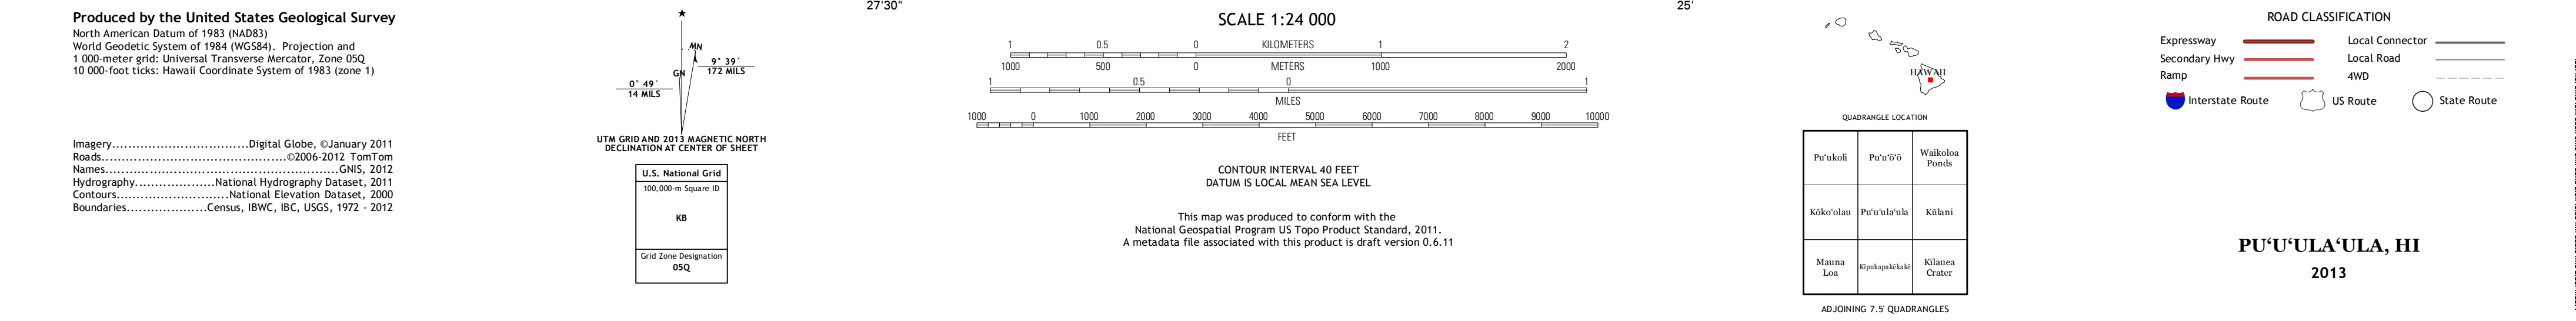 27'30"
25'
Produced by the United States Geological Survey
North American Datum of 1983 (NAD83)
World Geodetic System of 1984 (WGS84). Projection and
1 000-meter grid: Universal Transverse Mercator, Zone 05Q
10 000-foot ticks: Hawaii Coordinate System of 1983 (zone 1)
Imagery..................................Digital Globe, ©January 2011
Roads..............................................©2006-2012 TomTom
Names..........................................................GNIS, 2012
Hydrography....................National Hydrography Dataset, 2011
Contours............................National Elevation Dataset, 2000
Boundaries....................Census, IBWC, IBC, USGS, 1972 - 2012
MN
GN
9° 39'
172 MILS
0° 49'
14 MILS
UTM GRID AND 2013 MAGNETIC NORTH
DECLINATION AT CENTER OF SHEET
U.S. National Grid
100,000-m Square ID
KB
Grid Zone Designation
05Q
SCALE 1:24 000
1 0.5 0 KILOMETERS 1 2
1000 500 0 METERS 1000 2000
1 0.5 0 1
MILES
1000 0 1000 2000 3000 4000 5000 6000 7000 8000 9000 10000
FEET
CONTOUR INTERVAL 40 FEET
DATUM IS LOCAL MEAN SEA LEVEL
This map was produced to conform with the
National Geospatial Program US Topo Product Standard, 2011.
A metadata file associated with this product is draft version 0.6.11
HAWAII
QUADRANGLE LOCATION
Pu‘ukoli Pu‘u‘ō‘ō Waikoloa
Ponds
Kōko‘olau Pu‘u‘ula‘ula Kūlani
Mauna
Loa
Kīpukapakēkakē
Kīlauea
Crater
ADJOINING 7.5' QUADRANGLES
ROAD CLASSIFICATION
Expressway Local Connector
Secondary Hwy Local Road
Ramp 4WD
Interstate Route US Route State Route
PU‘U‘ULA‘ULA, HI
2013